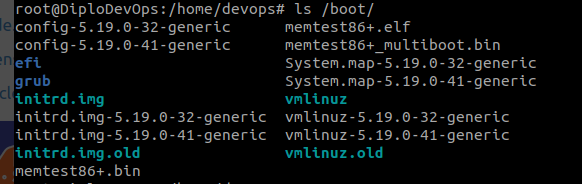 root@DiploDevOps:/home/devops# ls /boot/
config-5.19.0-32-generic memtest86+.elf
config-5.19.0-41-generic memtest86+_multiboot.bin
efi System.map-5.19.0-32-generic
grub System.map-5.19.0-41-generic
initrd.img vmlinuz
initrd.img-5.19.0-32-generic vmlinuz-5.19.0-32-generic
initrd.img-5.19.0-41-generic vmlinuz-5.19.0-41-generic
initrd.img.old vmlinuz.old
memtest86+.bin